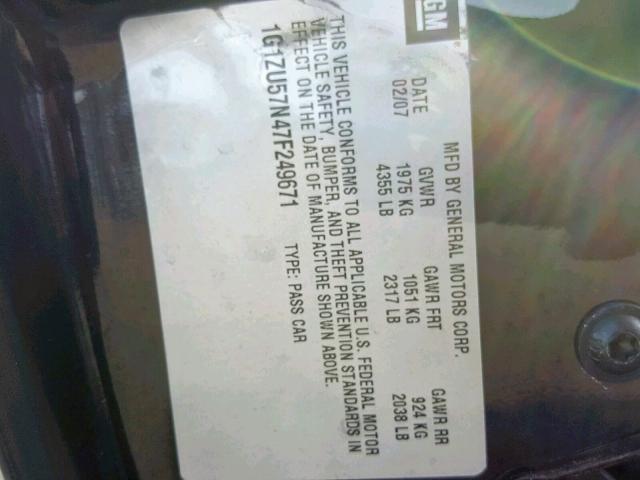 GM
MFD BY GENERAL MOTORS CORP.
DATE GVWR GAWR FRT GAWR RR
02/07 1975 KG 1051 KG 924 KG
4355 LB 2317 LB 2038 LB
THIS VEHICLE CONFORMS TO ALL APPLICABLE U.S. FEDERAL MOTOR
VEHICLE SAFETY, BUMPER, AND THEFT PREVENTION STANDARDS IN
EFFECT ON THE DATE OF MANUFACTURE SHOWN ABOVE.
1G1ZU57N47F249671 TYPE: PASS CAR